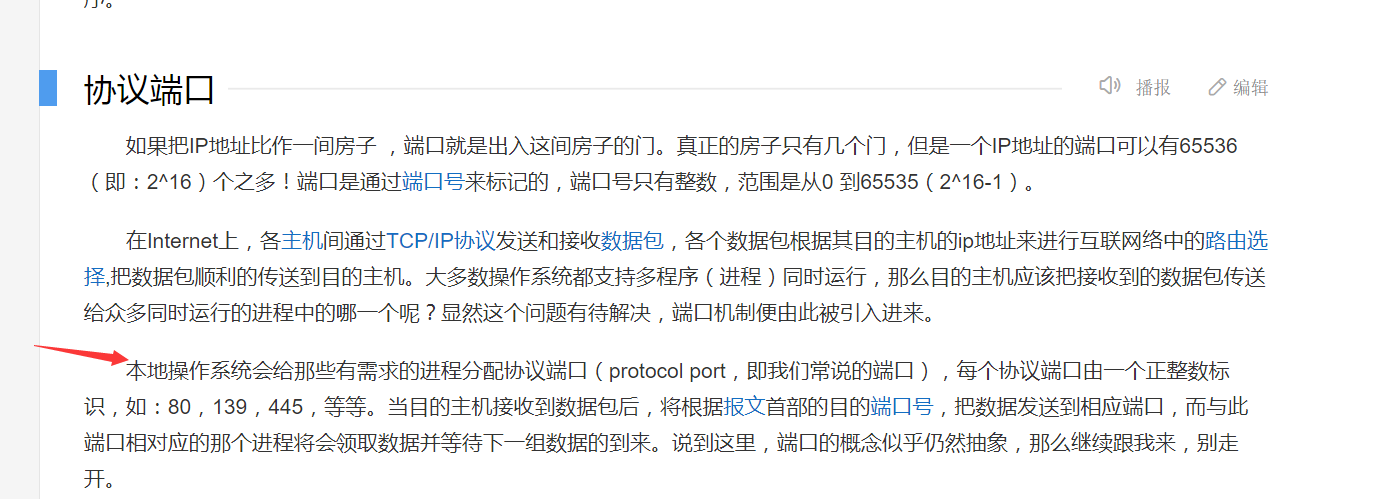 序。
协议端口
播报
编辑
如果把IP地址比作一间房子 ，端口就是出入这间房子的门。真正的房子只有几个门，但是一个IP地址的端口可以有65536
（即：2^16）个之多！端口是通过端口号来标记的，端口号只有整数，范围是从0 到65535（2^16-1）。
在Internet上，各主机间通过TCP/IP协议发送和接收数据包，各个数据包根据其目的主机的ip地址来进行互联网络中的路由选
择,把数据包顺利的传送到目的主机。大多数操作系统都支持多程序（进程）同时运行，那么目的主机应该把接收到的数据包传送
给众多同时运行的进程中的哪一个呢？显然这个问题有待解决，端口机制便由此被引入进来。
本地操作系统会给那些有需求的进程分配协议端口（protocol port，即我们常说的端口），每个协议端口由一个正整数标
识，如：80，139，445，等等。当目的主机接收到数据包后，将根据报文首部的目的端口号，把数据发送到相应端口，而与此
端口相对应的那个进程将会领取数据并等待下一组数据的到来。说到这里，端口的概念似乎仍然抽象，那么继续跟我来，别走
开。